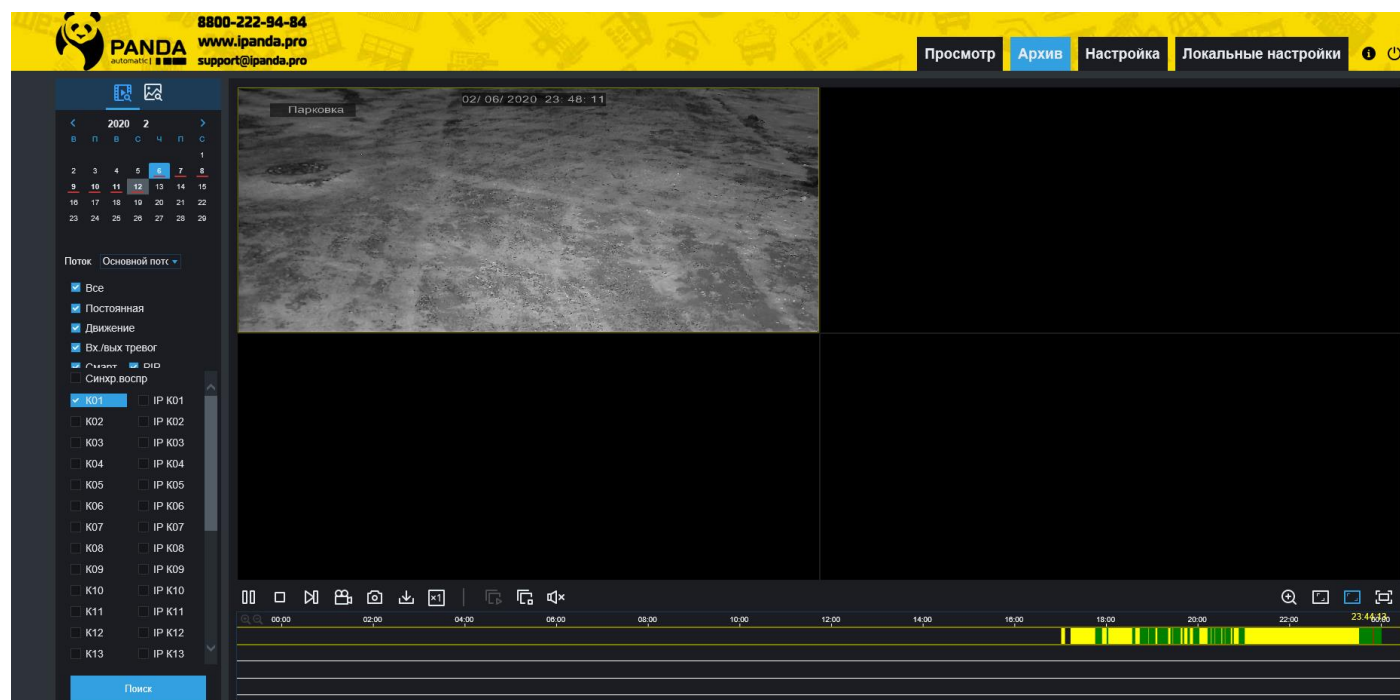 8800-222-94-84
www.ipanda.pro
support@ipanda.pro
PANDA
automatic
Просмотр Архив Настройка Локальные настройки
2020 2
В П В С Ч П С
1
2 3 4 5 6 7 8
9 10 11 12 13 14 15
16 17 18 19 20 21 22
23 24 25 26 27 28 29
Поток Основной пото
Все
Постоянная
Движение
Вх./вых тревог
Смарт PIR
Синхр.воспр
K01 IP K01
K02 IP K02
K03 IP K03
K04 IP K04
K05 IP K05
K06 IP K06
K07 IP K07
K08 IP K08
K09 IP K09
K10 IP K10
K11 IP K11
K12 IP K12
K13 IP K13
Поиск
Парковка
02/06/2020 23:48:11
×1
00:00 02:00 04:00 06:00 08:00 10:00 12:00 14:00 16:00 18:00 20:00 22:00